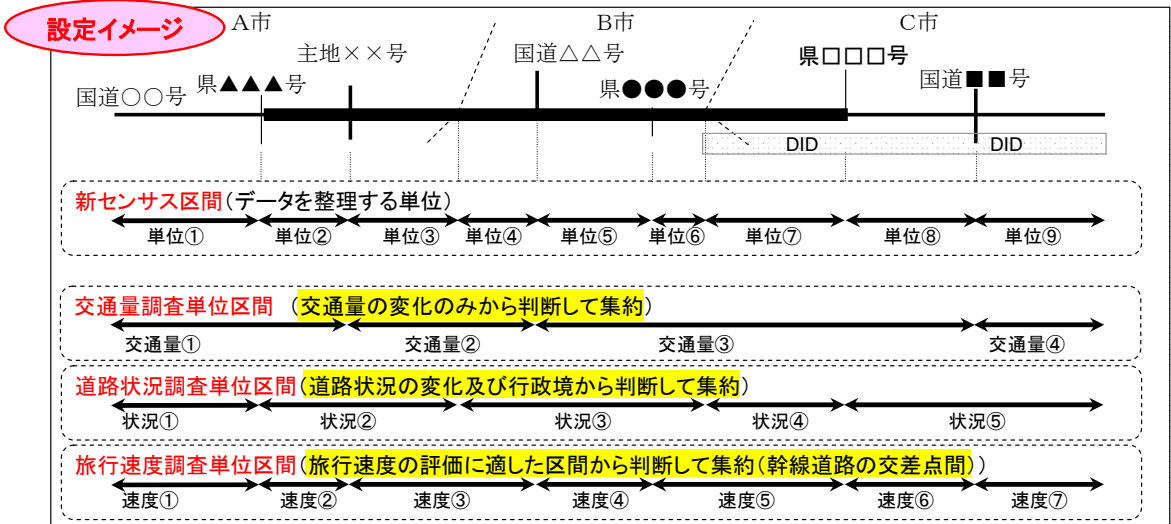 設定イメージ
A市
B市
C市
主地××号
国道△△号
県□□□号
国道○○号
県▲▲▲号
県●●●号
国道■■号
DID
DID
新センサス区間(データを整理する単位)
単位①
単位②
単位③
単位④
単位⑤
単位⑥
単位⑦
単位⑧
単位⑨
交通量調査単位区間 (交通量の変化のみから判断して集約)
交通量①
交通量②
交通量③
交通量④
道路状況調査単位区間(道路状況の変化及び行政境から判断して集約)
状況①
状況②
状況③
状況④
状況⑤
旅行速度調査単位区間(旅行速度の評価に適した区間から判断して集約(幹線道路の交差点間))
速度①
速度②
速度③
速度④
速度⑤
速度⑥
速度⑦